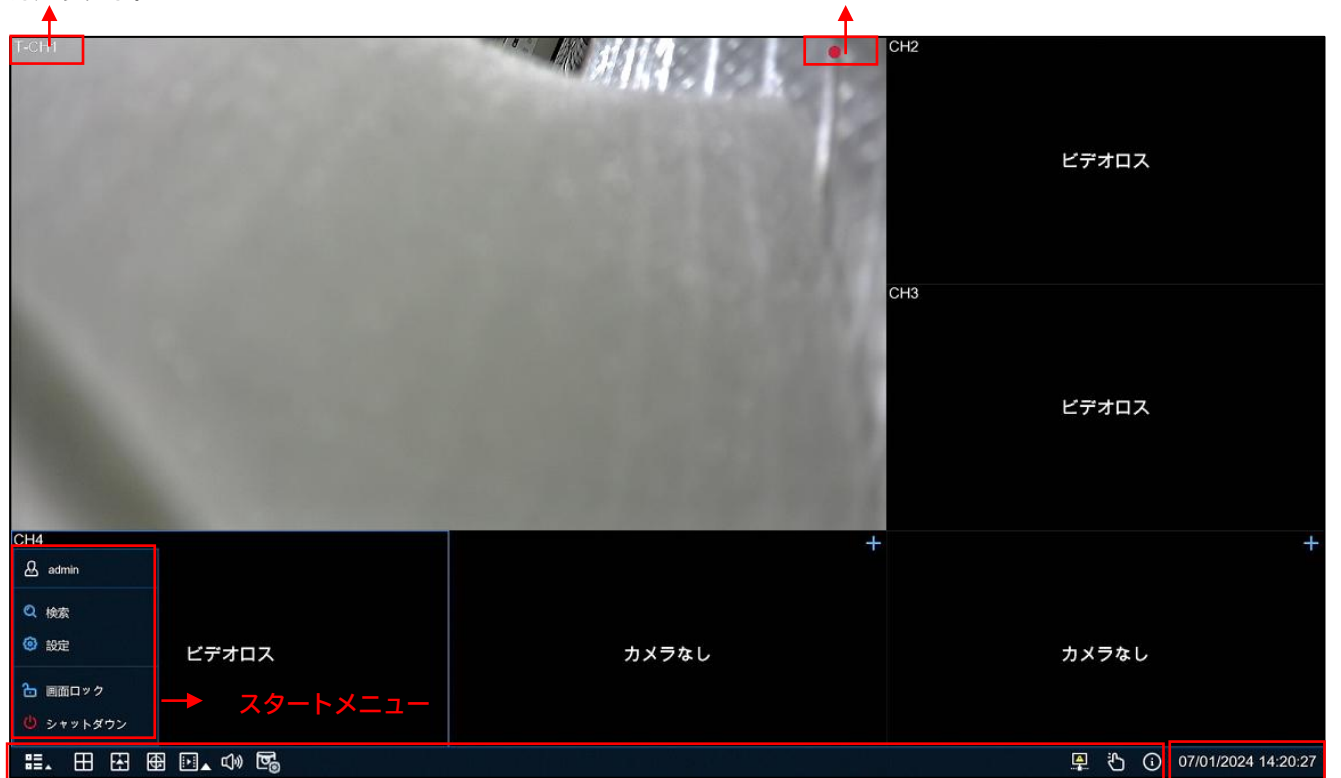 T-CH1
CH2
ビデオロス
CH3
ビデオロス
CH4
admin
検索
設定
画面ロック
シャットダウン
ビデオロス
スタートメニュー
カメラなし
カメラなし
07/01/2024 14:20:27